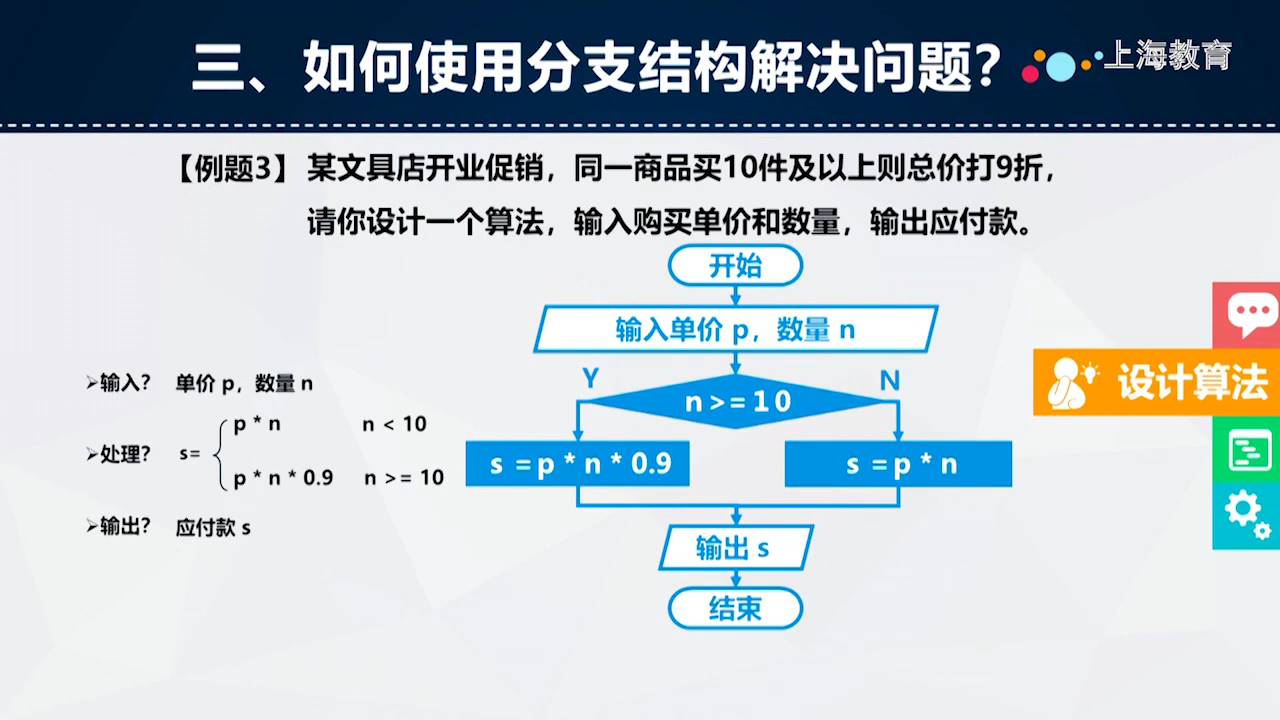 三、如何使用分支结构解决问题？
上海教育
【例题3】某文具店开业促销，同一商品买10件及以上则总价打9折，
请你设计一个算法，输入购买单价和数量，输出应付款。
开始
输入单价 p，数量 n
Y
N
n>=10
s =p * n * 0.9
s =p * n
输出 s
结束
➢输入？ 单价 p，数量 n
p * n n < 10
➢处理？ s=
p * n * 0.9 n >= 10
➢输出？ 应付款 s
设计算法